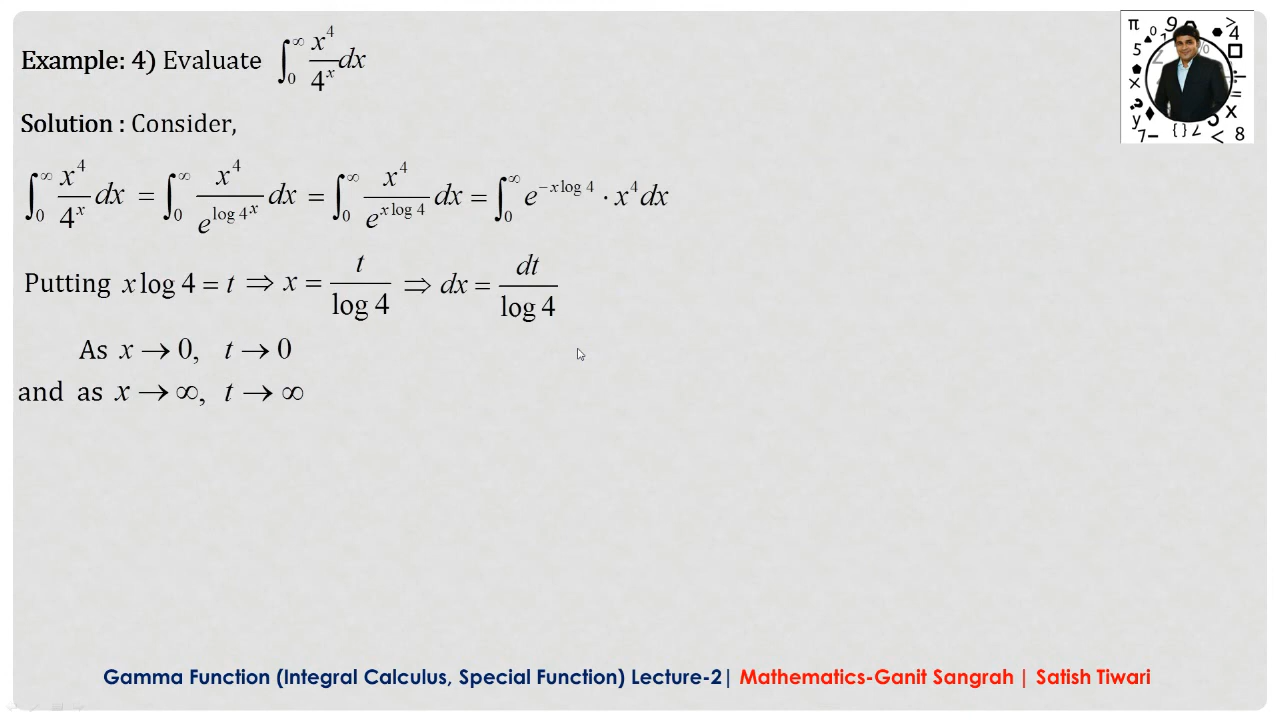 Example: 4) Evaluate ∫₀^∞ x⁴/4ˣ dx
Solution : Consider,
∫₀^∞ x⁴/4ˣ dx = ∫₀^∞ x⁴/e^(log 4ˣ) dx = ∫₀^∞ x⁴/e^(x log 4) dx = ∫₀^∞ e^(−x log 4) · x⁴dx
Putting x log 4 = t ⇒ x = t/log 4 ⇒ dx = dt/log 4
As x → 0, t → 0
and as x → ∞, t → ∞
Gamma Function (Integral Calculus, Special Function) Lecture-2| Mathematics-Ganit Sangrah | Satish Tiwari